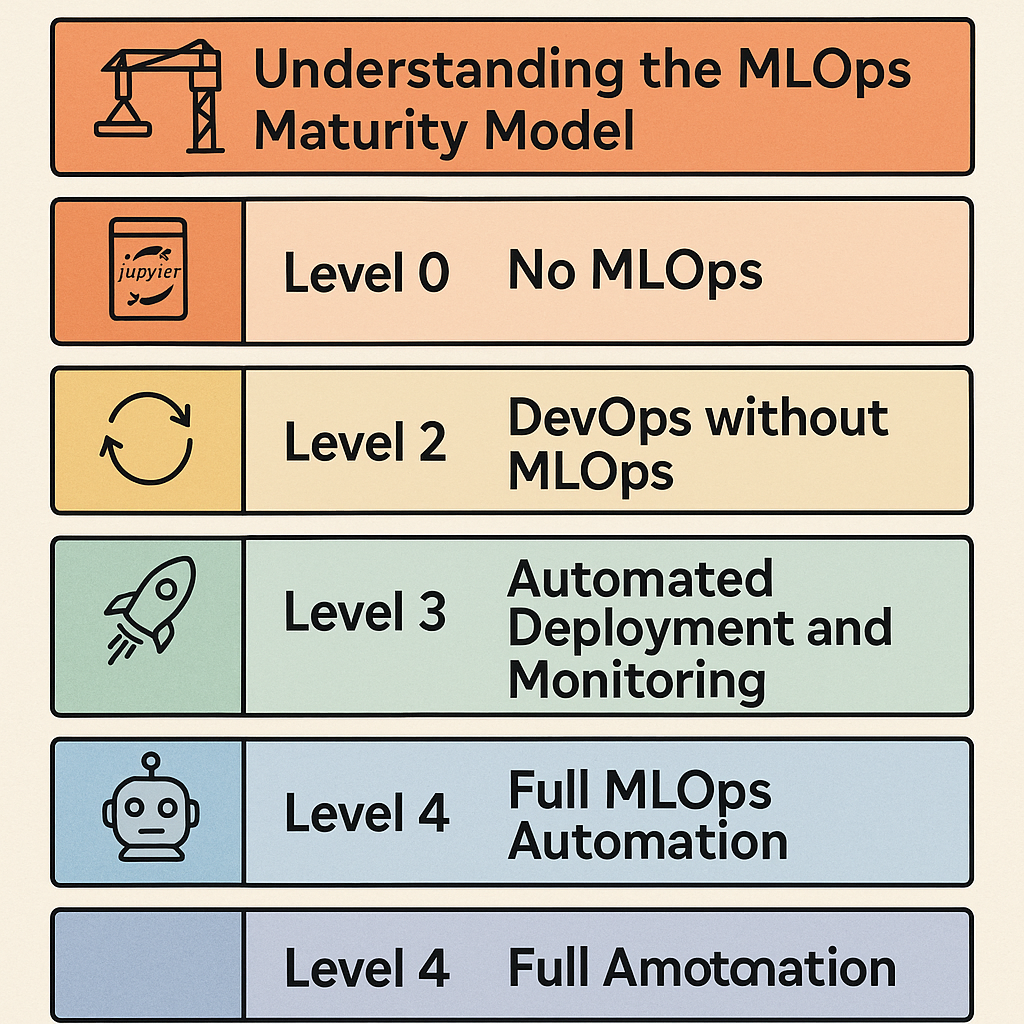 Understanding the MLOps
Maturity Model
jupyier
Level 0 No MLOps
Level 2 DevOps without
MLOps
Level 3 Automated
Deployment and
Monitoring
Level 4 Full MLOps
Automation
Level 4 Full Amotomation